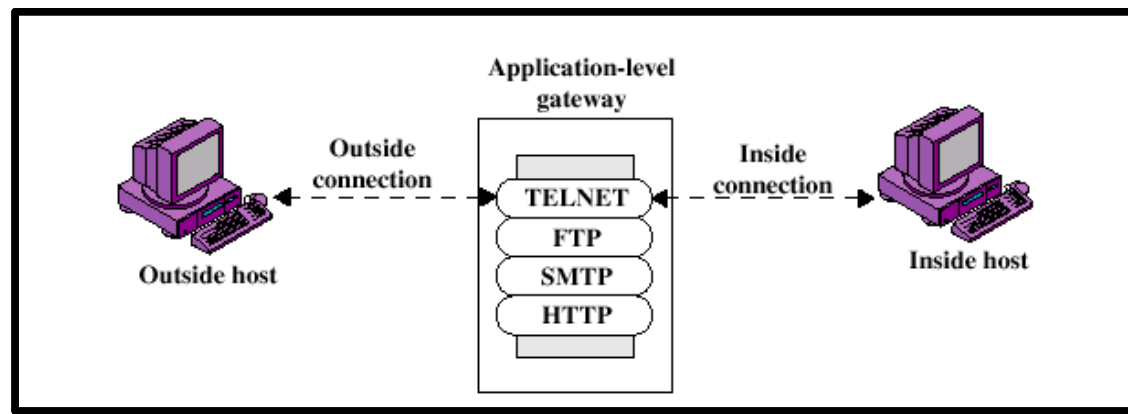 Application-level
gateway
Outside
connection
Inside
connection
TELNET
FTP
SMTP
HTTP
Outside host
Inside host